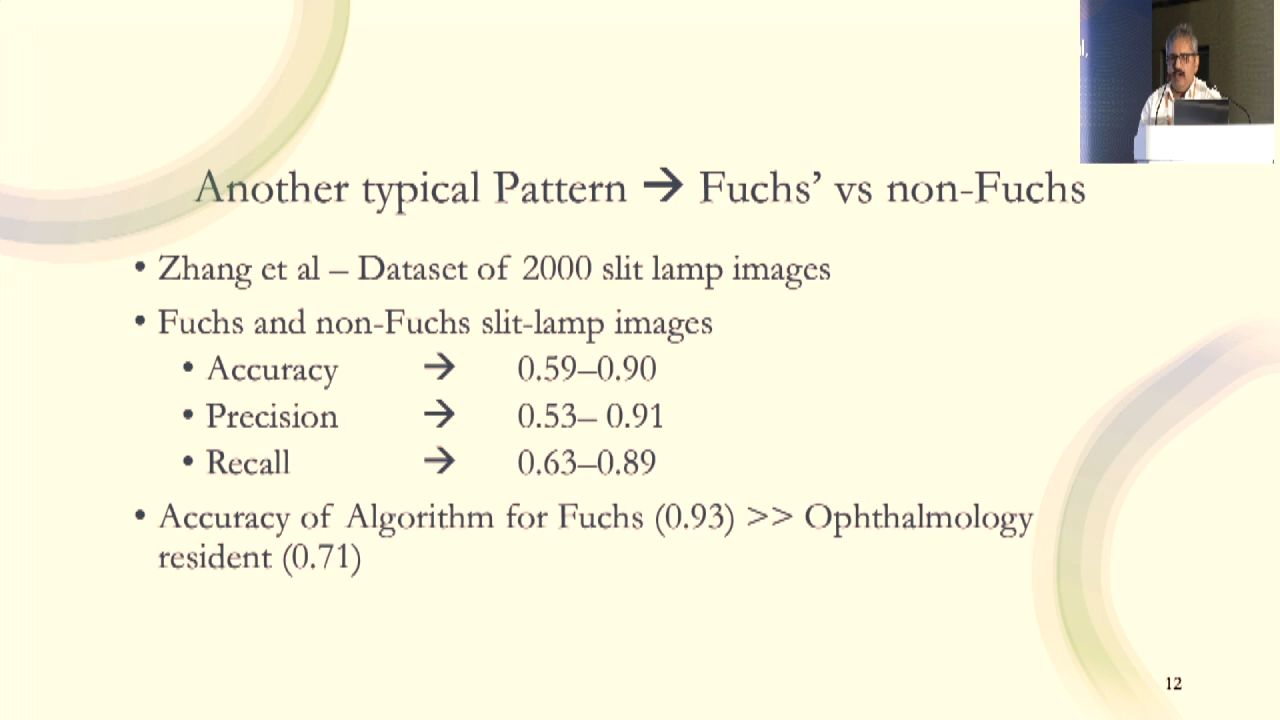 Another typical Pattern → Fuchs’ vs non-Fuchs
• Zhang et al – Dataset of 2000 slit lamp images
• Fuchs and non-Fuchs slit-lamp images
• Accuracy → 0.59–0.90
• Precision → 0.53– 0.91
• Recall → 0.63–0.89
• Accuracy of Algorithm for Fuchs (0.93) >> Ophthalmology
resident (0.71)
12